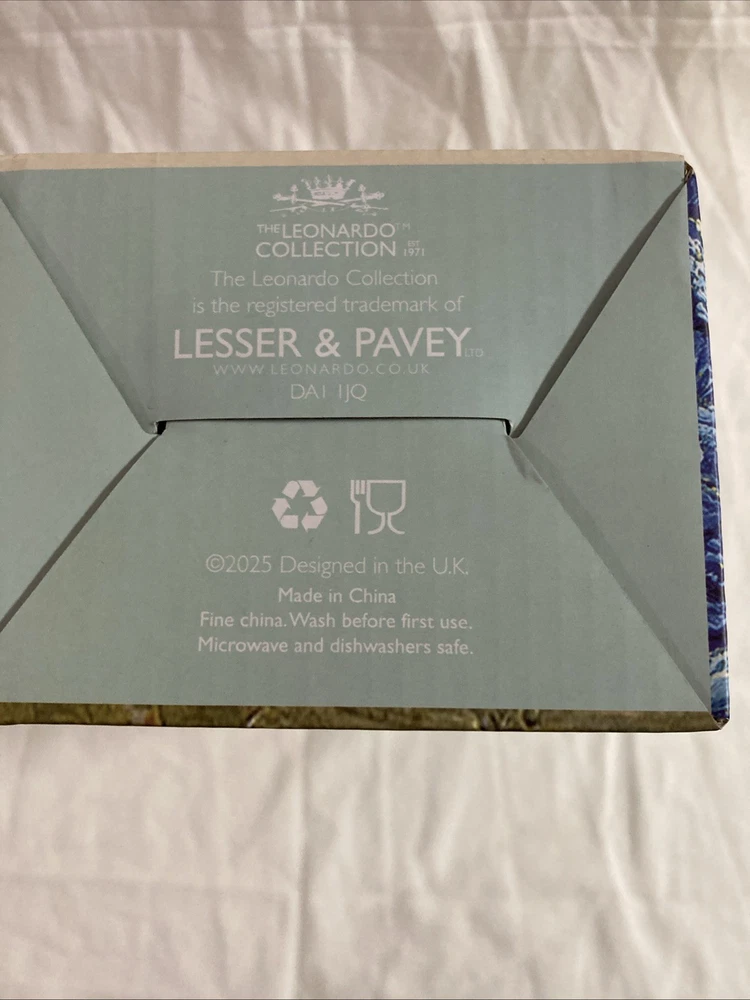 THE LEONARDO™
COLLECTION EST 1971
The Leonardo Collection
is the registered trademark of
LESSER & PAVEY LTD
WWW.LEONARDO.CO.UK
DA1 1JQ
©2025 Designed in the U.K.
Made in China
Fine china. Wash before first use.
Microwave and dishwashers safe.